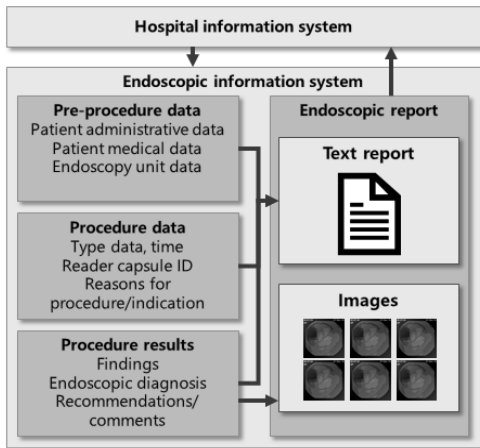 Hospital information system
Endoscopic information system
Pre-procedure data
Patient administrative data
Patient medical data
Endoscopy unit data
Procedure data
Type data, time
Reader capsule ID
Reasons for
procedure/indication
Procedure results
Findings
Endoscopic diagnosis
Recommendations/
comments
Endoscopic report
Text report
Images